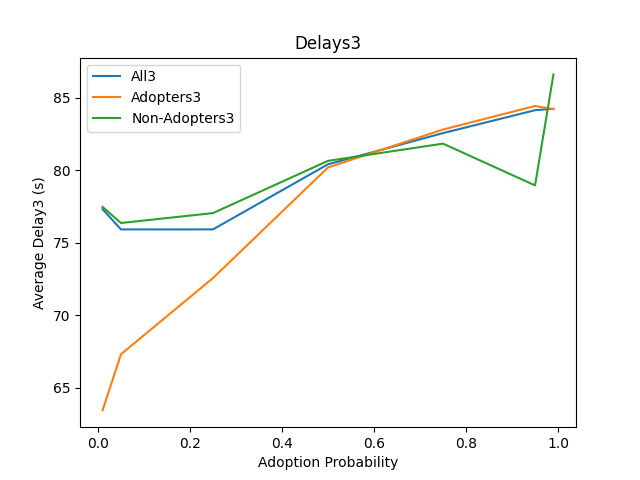 Delays3
All3
Adopters3
Non-Adopters3
85
80
75
70
65
Average Delay3 (s)
0.0 0.2 0.4 0.6 0.8 1.0
Adoption Probability